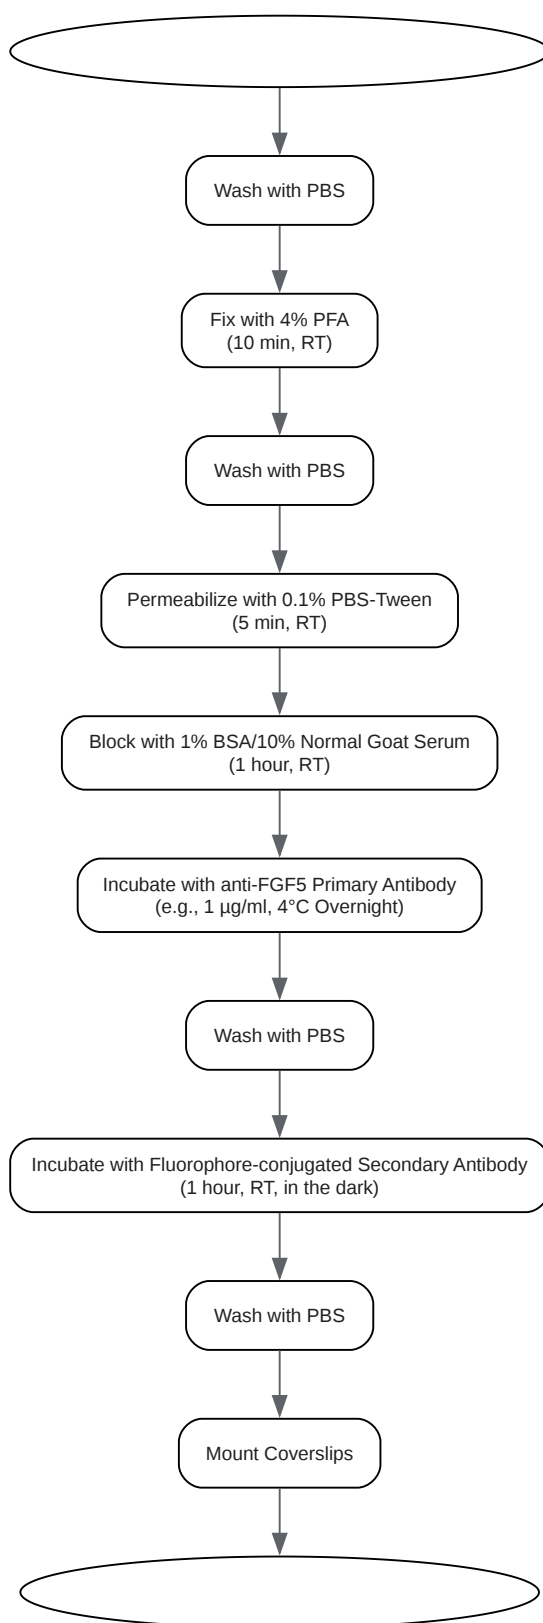 Wash with PBS
Fix with 4% PFA
(10 min, RT)
Wash with PBS
Permeabilize with 0.1% PBS-Tween
(5 min, RT)
Block with 1% BSA/10% Normal Goat Serum
(1 hour, RT)
Incubate with anti-FGF5 Primary Antibody
(e.g., 1 µg/ml, 4°C Overnight)
Wash with PBS
Incubate with Fluorophore-conjugated Secondary Antibody
(1 hour, RT, in the dark)
Wash with PBS
Mount Coverslips